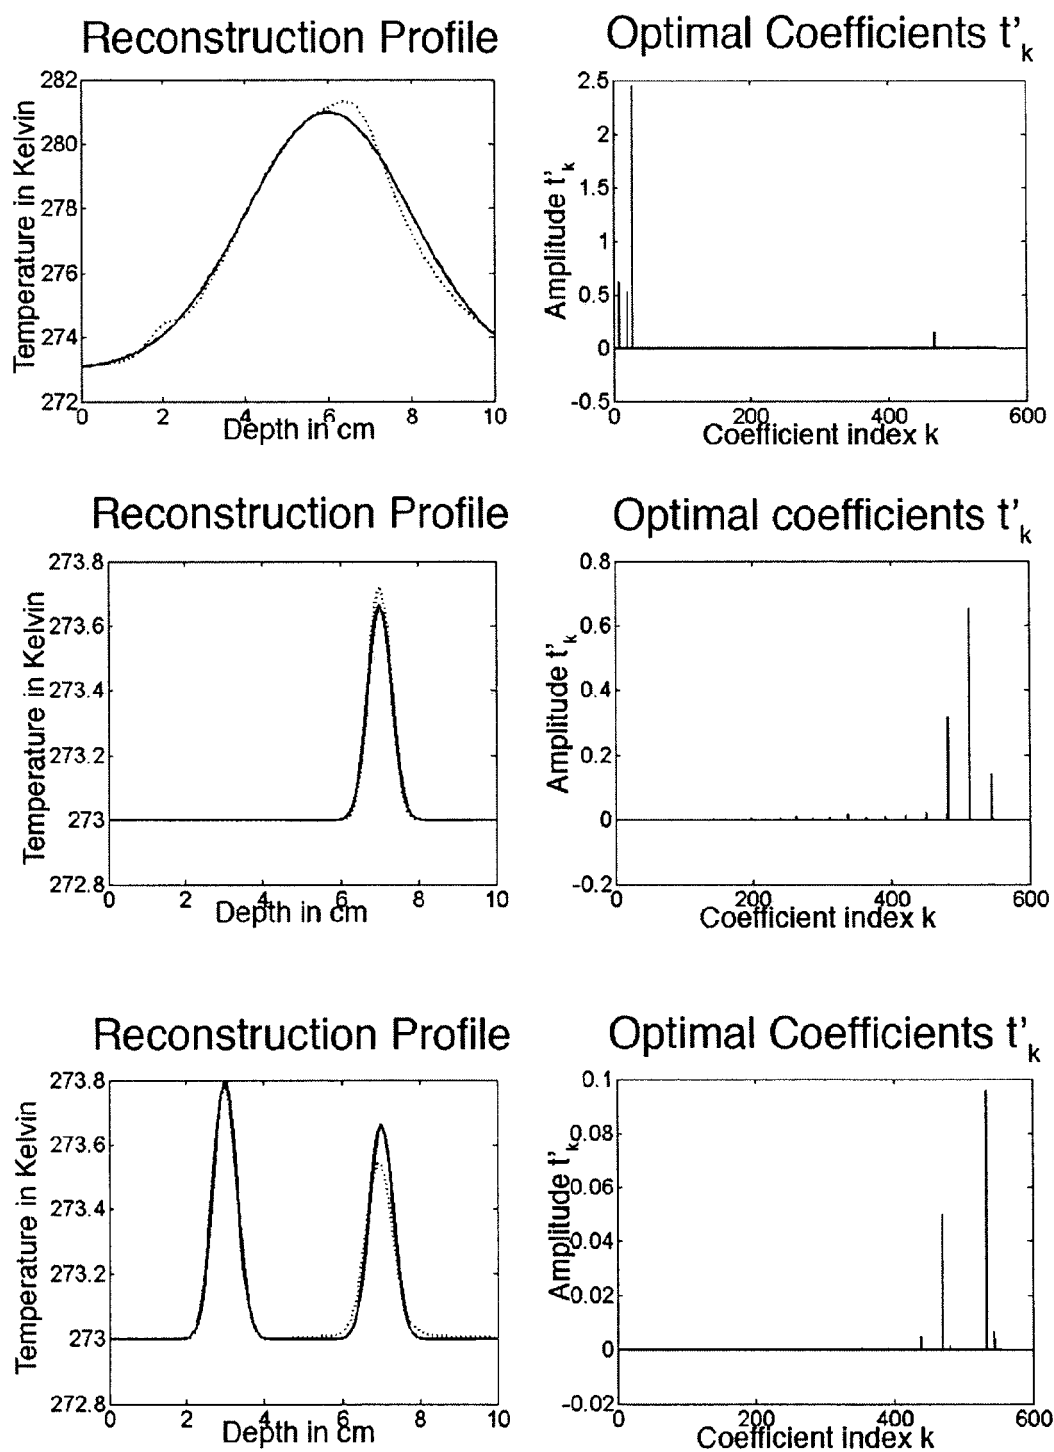 Reconstruction Profile
Optimal Coefficients t'k
Temperature in Kelvin
282
280
278
276
274
272
0 2 4 6 8 10
Depth in cm
Amplitude t'k
2.5
2
1.5
1
0.5
0
-0.5
0 200 400 600
Coefficient index k
Reconstruction Profile
Optimal coefficients t'k
Temperature in Kelvin
273.8
273.6
273.4
273.2
273
272.8
0 2 4 6 8 10
Depth in cm
Amplitude t'k
0.8
0.6
0.4
0.2
0
-0.2
0 200 400 600
Coefficient index k
Reconstruction Profile
Optimal Coefficients t'k
Temperature in Kelvin
273.8
273.6
273.4
273.2
273
272.8
0 2 4 6 8 10
Depth in cm
Amplitude t'k
0.1
0.08
0.06
0.04
0.02
0
-0.02
0 200 400 600
Coefficient index k